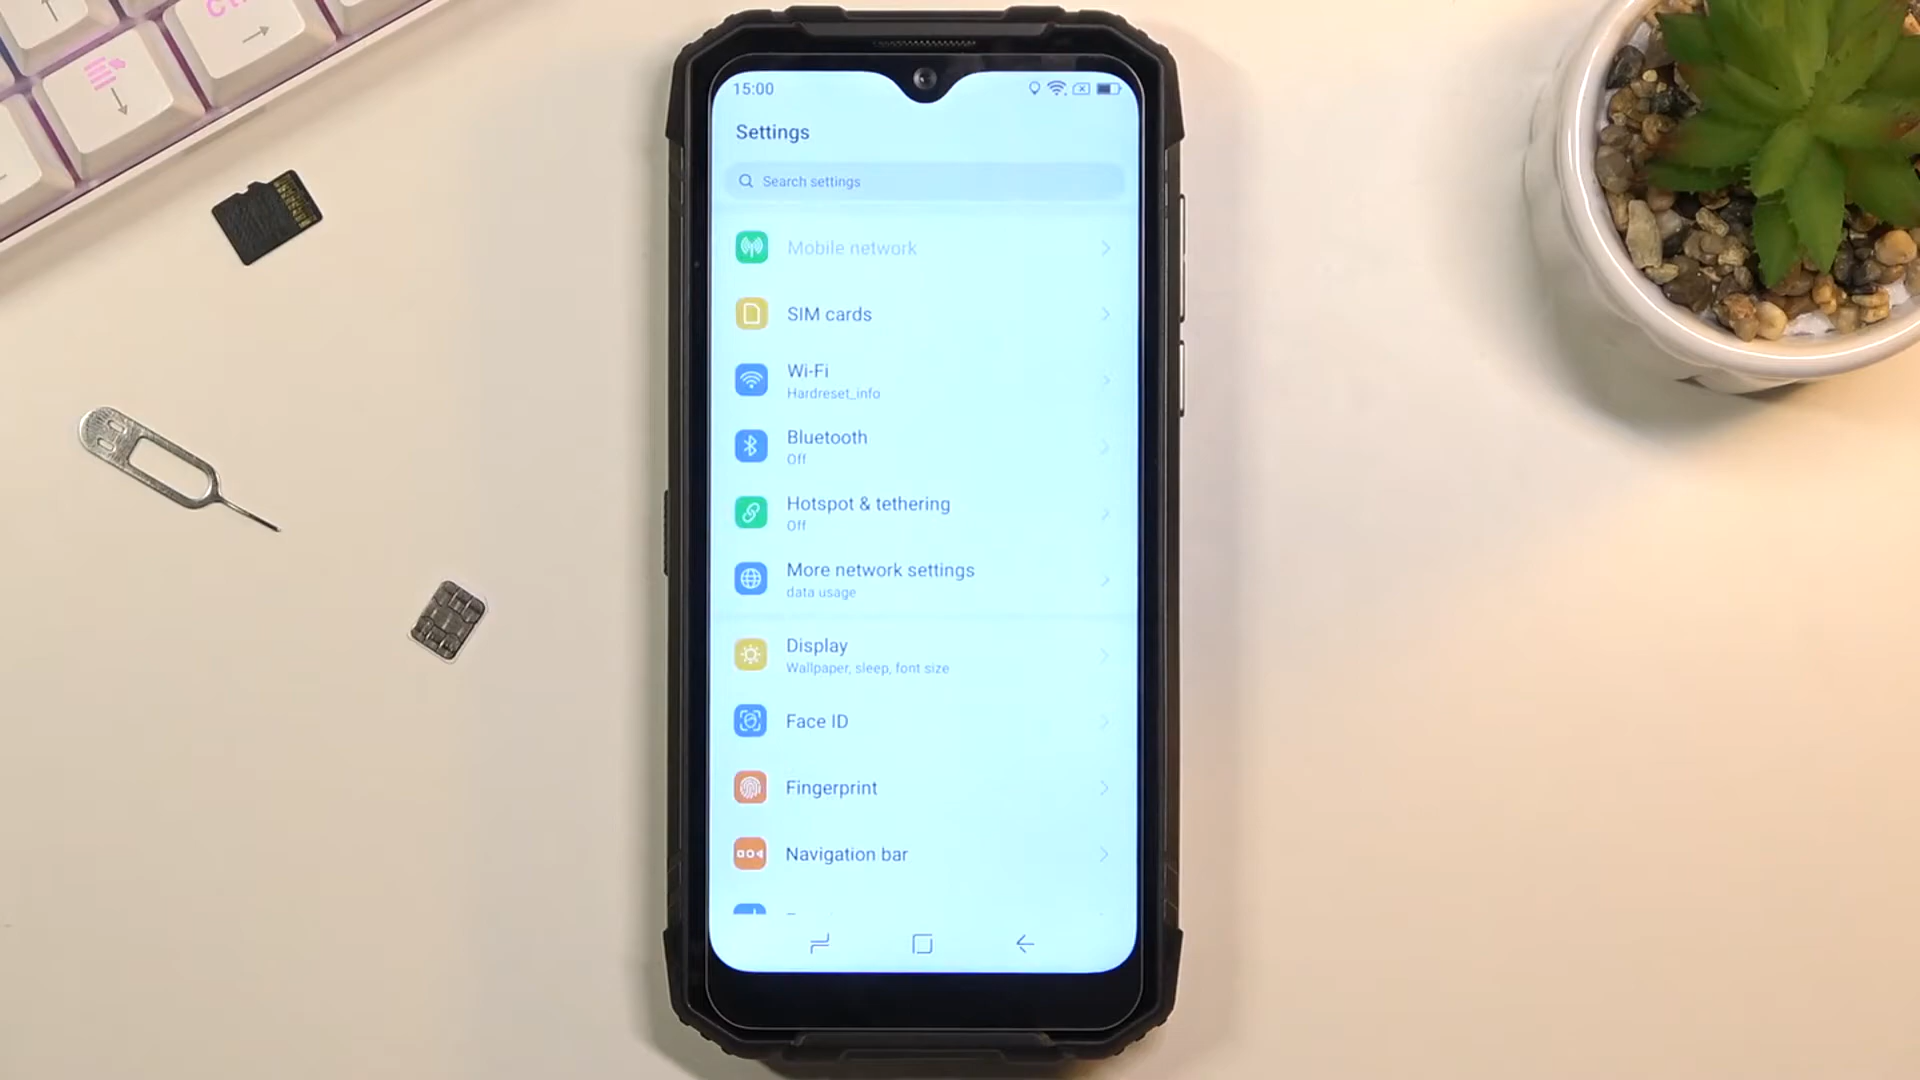 15:00
Settings
Search settings
Mobile network
SIM cards
Wi-Fi
Hardreset_info
Bluetooth
Off
Hotspot & tethering
Off
More network settings
data usage
Display
Wallpaper, sleep, font size
Face ID
Fingerprint
Navigation bar